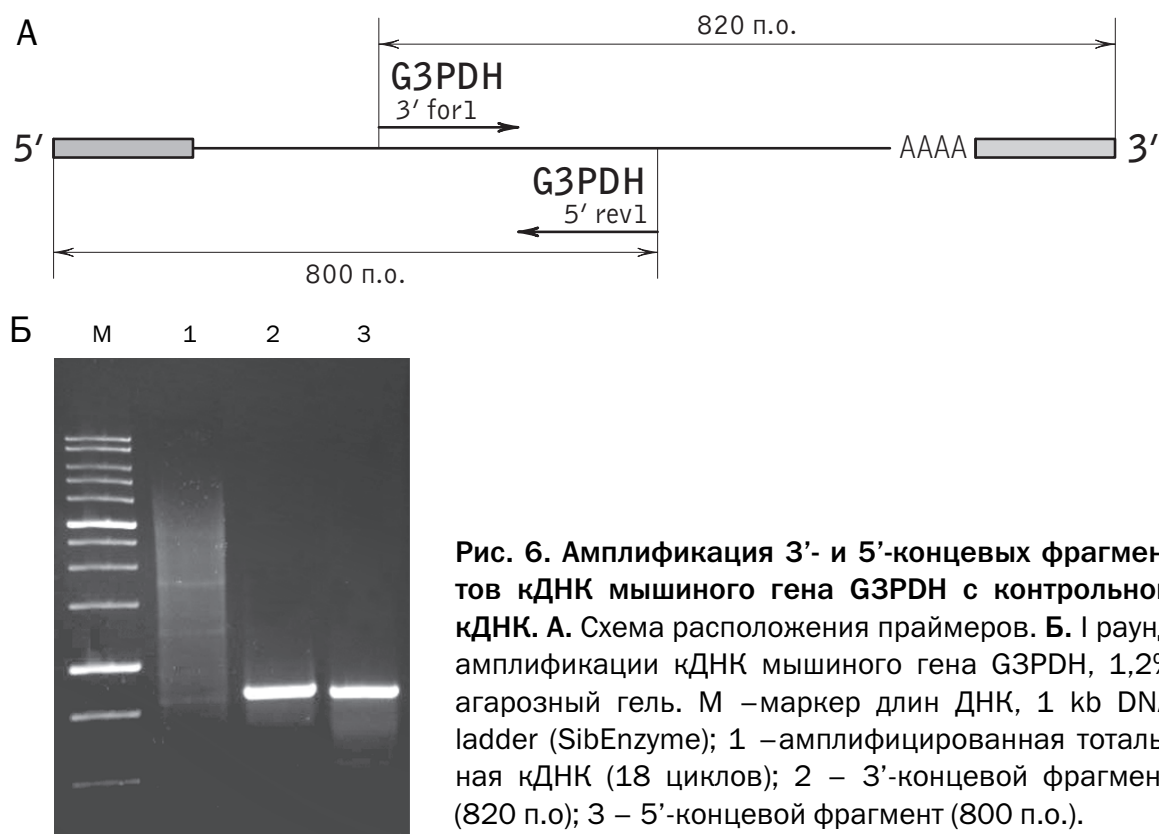 А
820 п.о.
G3PDH
3′ for1
5′
AAAA
3′
G3PDH
5′ rev1
800 п.о.
Б
М 1 2 3
Рис. 6. Амплификация 3’- и 5’-концевых фрагмен
тов кДНК мышиного гена G3PDH с контрольно
кДНК. А. Схема расположения праймеров. Б. I раунд
амплификации кДНК мышиного гена G3PDH, 1,2%
агарозный гель. М –маркер длин ДНК, 1 kb DNA
ladder (SibEnzyme); 1 –амплифицированная тоталь
ная кДНК (18 циклов); 2 – 3’-концевой фрагмен
(820 п.о); 3 – 5’-концевой фрагмент (800 п.о.).